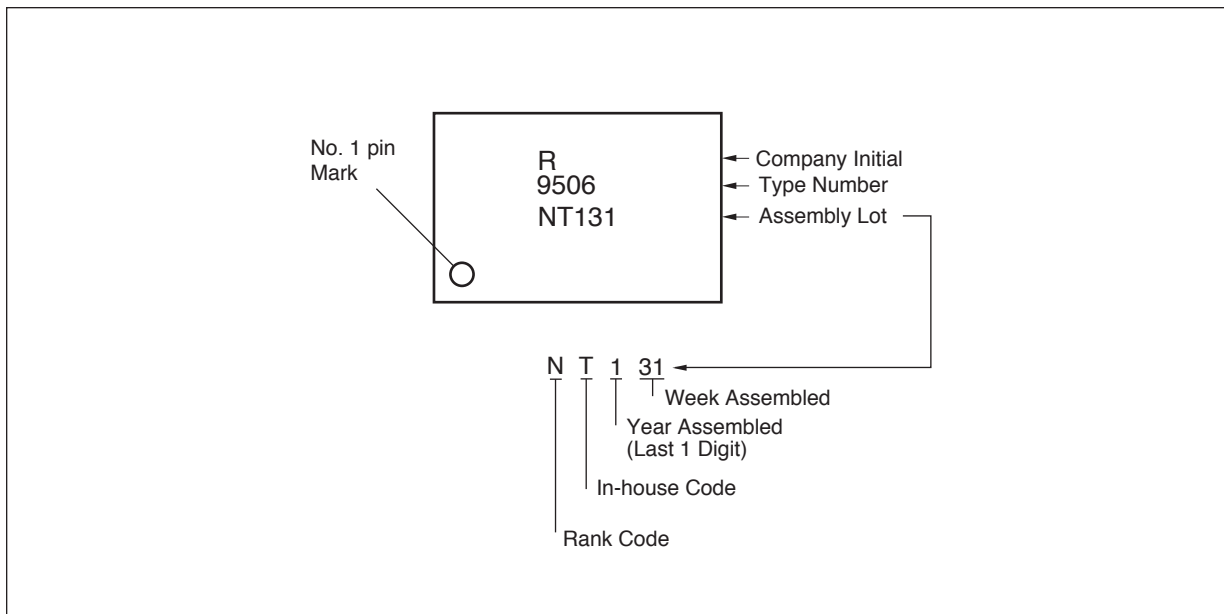 No. 1 pin
Mark
R
9506
NT131
Company Initial
Type Number
Assembly Lot
N T 1 31
Week Assembled
Year Assembled
(Last 1 Digit)
In-house Code
Rank Code